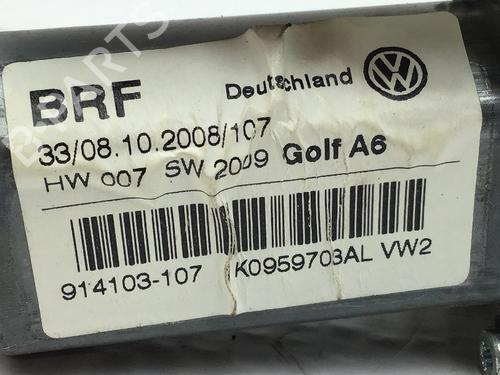 BRF Deutschland
33/08.10.2008/107
HW 007 SW 2009 Golf A6
914103-107 K0959703AL VW2